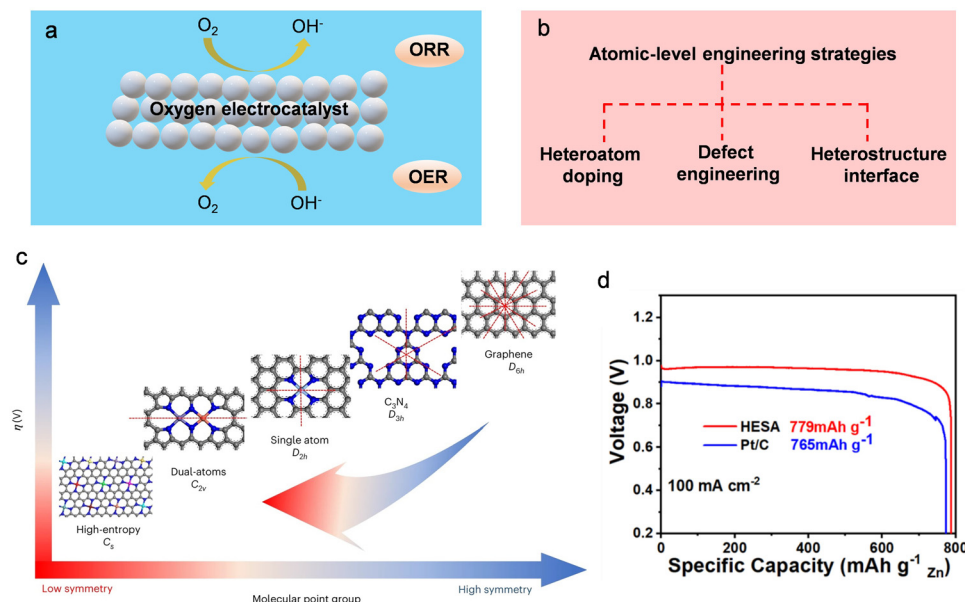 a
O₂
OH⁻
ORR
Oxygen electrocatalyst
OER
O₂
OH⁻
b
Atomic-level engineering strategies
Heteroatom
doping
Defect
engineering
Heterostructure
interface
c
η (V)
Graphene
D₆ₕ
C₃N₄
D₃ₕ
Single atom
D₂ₕ
Dual-atoms
C₂ᵥ
High-entropy
Cₛ
Low symmetry
Molecular point group
High symmetry
d
Voltage (V)
1.2
1.0
0.8
0.6
0.4
0.2
HESA 779mAh g⁻¹
Pt/C 765mAh g⁻¹
100 mA cm⁻²
0 200 400 600 800
Specific Capacity (mAh g⁻¹ Zn)